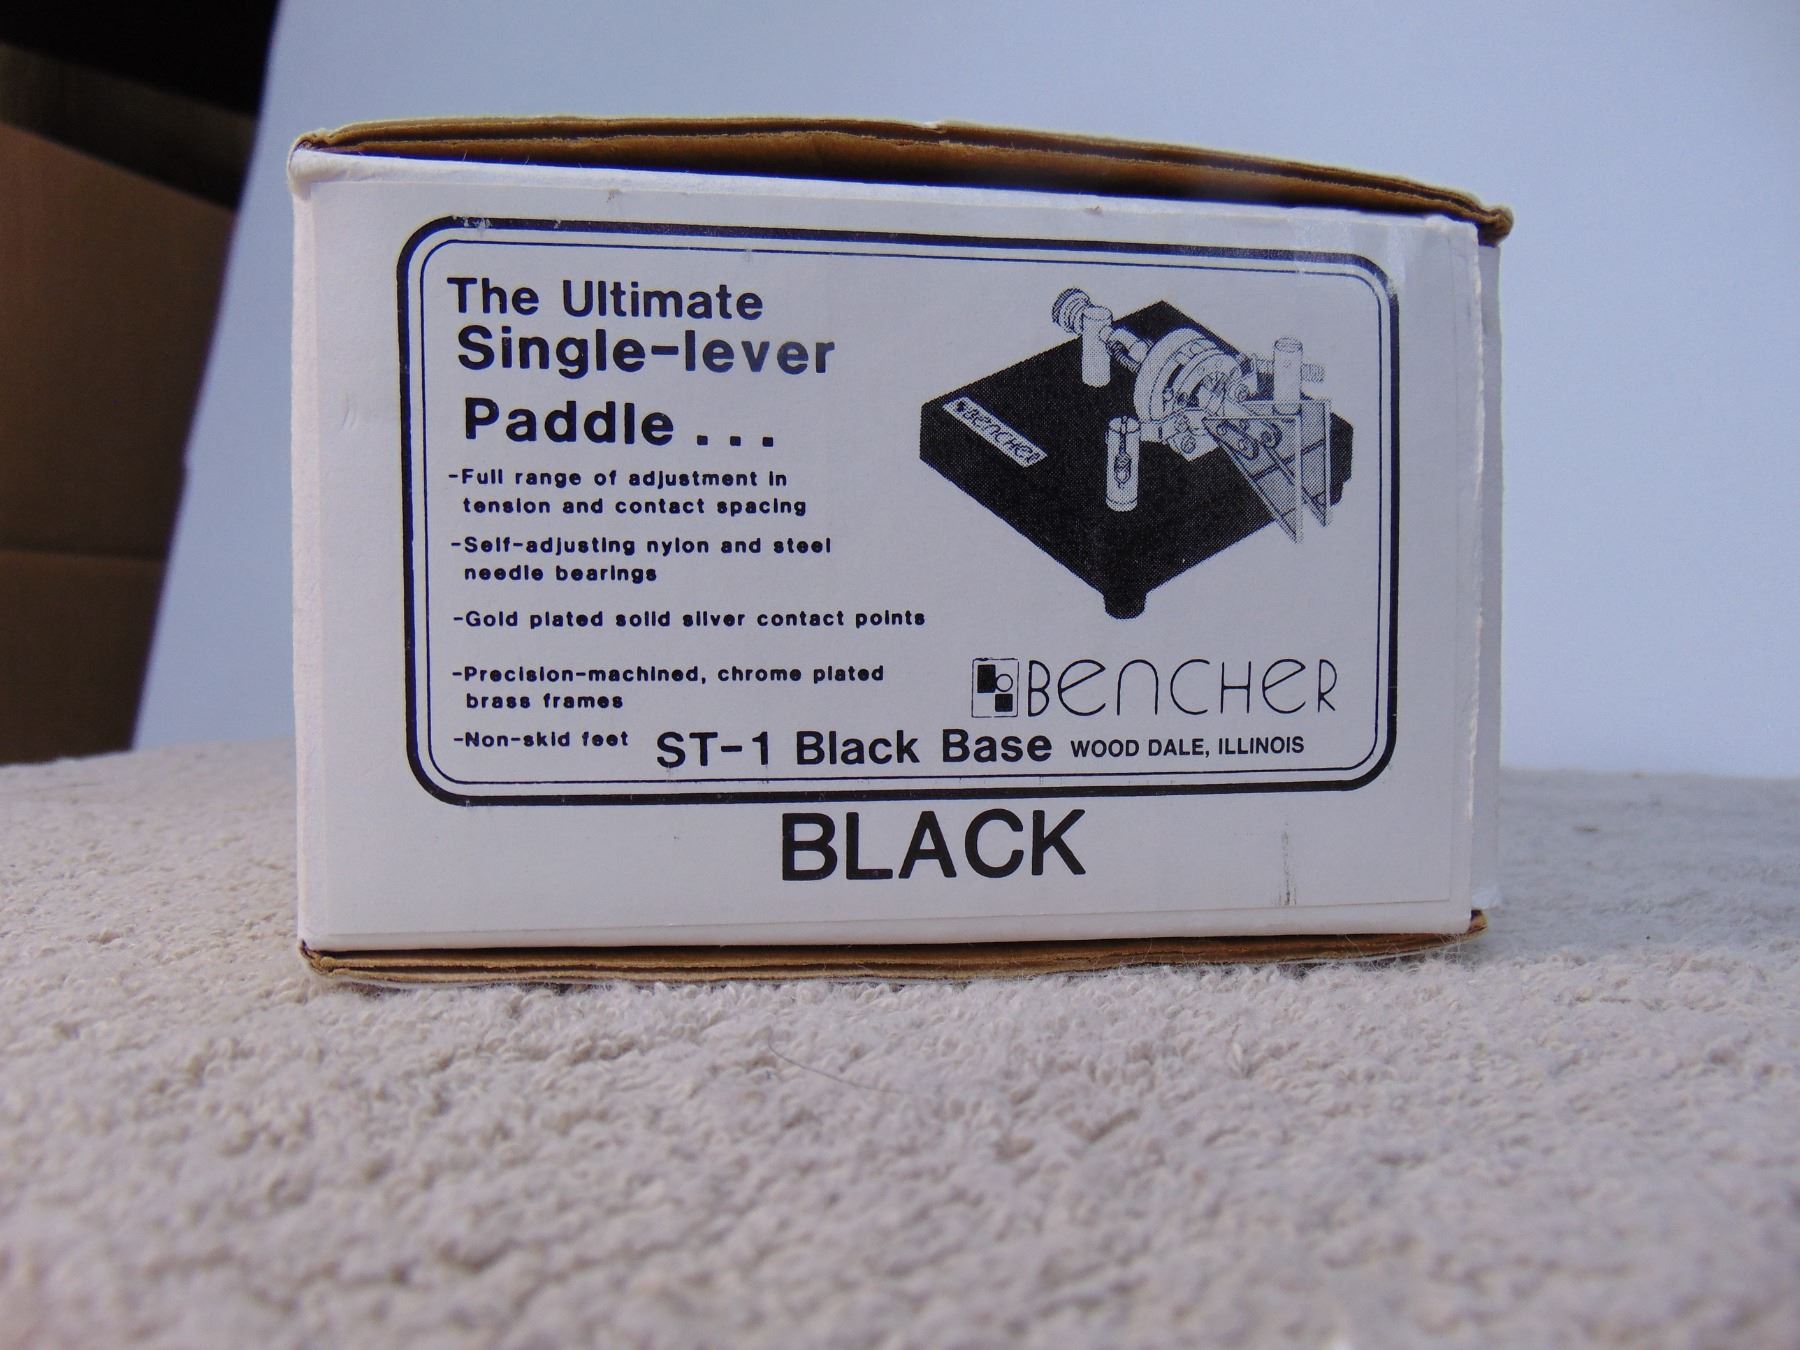 The Ultimate
Single-lever
Paddle . . .
-Full range of adjustment in
tension and contact spacing
-Self-adjusting nylon and steel
needle bearings
-Gold plated solid silver contact points
-Precision-machined, chrome plated
brass frames
-Non-skid feet
BENCHER
BENCHER
ST-1 Black Base WOOD DALE, ILLINOIS
BLACK